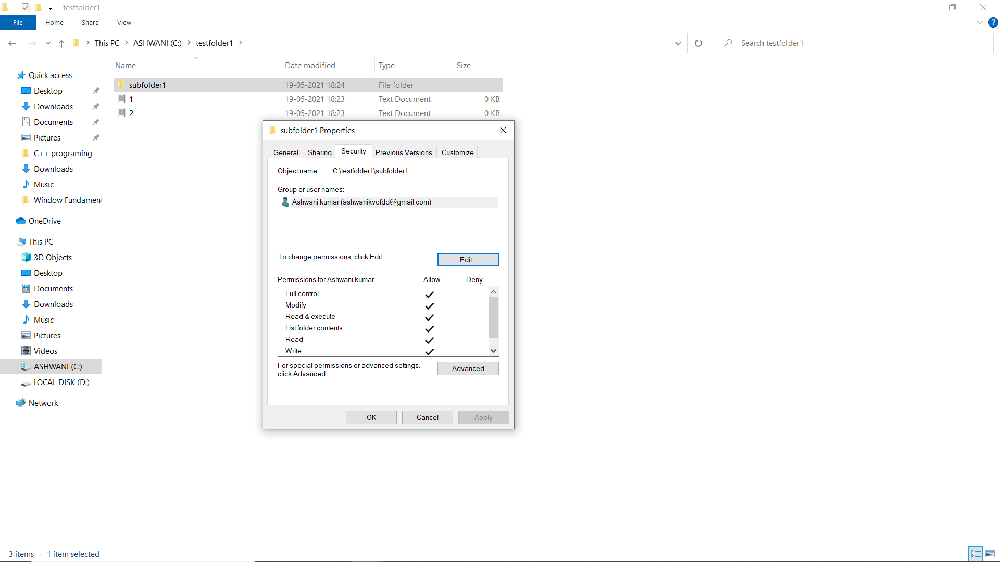 testfolder1
File Home Share View
This PC ASHWANI (C:) testfolder1
Search testfolder1
Name Date modified Type Size
Quick access
Desktop
Downloads
Documents
Pictures
C++ programing
Downloads
Music
Window Fundament
OneDrive
This PC
3D Objects
Desktop
Documents
Downloads
Music
Pictures
Videos
ASHWANI (C:)
LOCAL DISK (D:)
Network
subfolder1 19-05-2021 18:24 File folder
1 19-05-2021 18:23 Text Document 0 KB
2 19-05-2021 18:23 Text Document 0 KB
subfolder1 Properties
General Sharing Security Previous Versions Customize
Object name: C:\testfolder1\subfolder1
Group or user names:
Ashwani kumar (ashwanikvofdd@gmail.com)
To change permissions, click Edit.
Edit...
Permissions for Ashwani kumar Allow Deny
Full control
Modify
Read & execute
List folder contents
Read
Write
For special permissions or advanced settings,
click Advanced.
Advanced
OK Cancel Apply
3 items 1 item selected